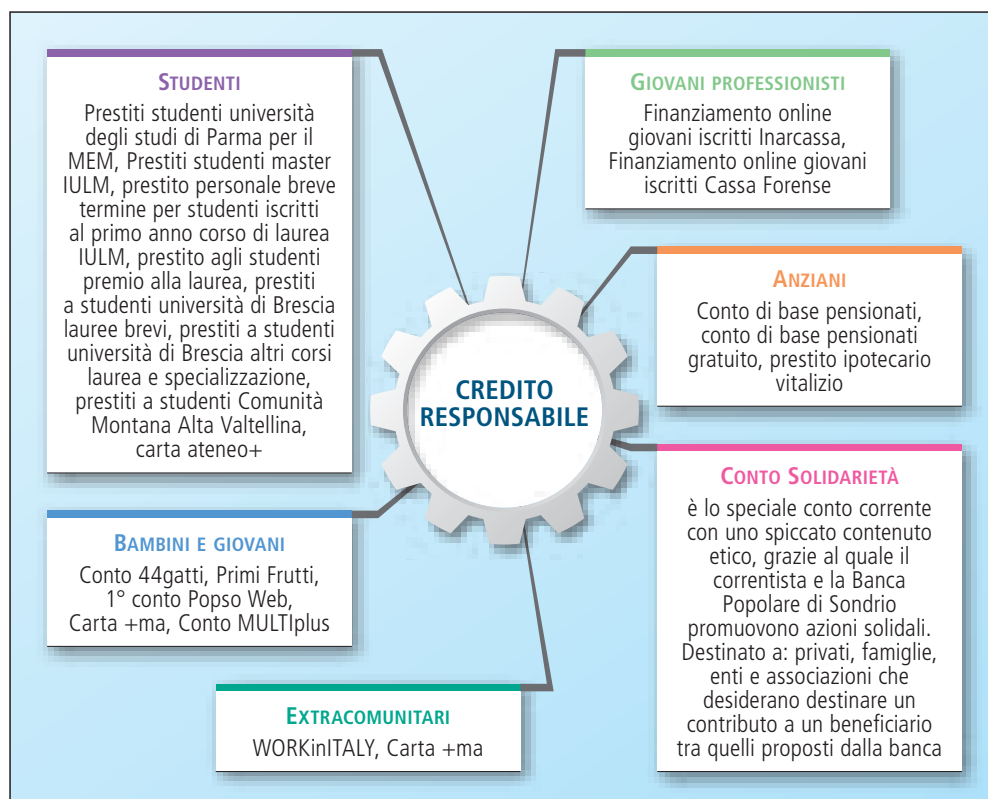 STUDENTI
Prestiti studenti università
degli studi di Parma per il
MEM, Prestiti studenti master
IULM, prestito personale breve
termine per studenti iscritti
al primo anno corso di laurea
IULM, prestito agli studenti
premio alla laurea, prestiti
a studenti università di Brescia
lauree brevi, prestiti a studenti
università di Brescia altri corsi
laurea e specializzazione,
prestiti a studenti Comunità
Montana Alta Valtellina,
carta ateneo+
GIOVANI PROFESSIONISTI
Finanziamento online
giovani iscritti Inarcassa,
Finanziamento online giovani
iscritti Cassa Forense
ANZIANI
Conto di base pensionati,
conto di base pensionati
gratuito, prestito ipotecario
vitalizio
CREDITO
RESPONSABILE
CONTO SOLIDARIETÀ
è lo speciale conto corrente
con uno spiccato contenuto
etico, grazie al quale il
correntista e la Banca
Popolare di Sondrio
promuovono azioni solidali.
Destinato a: privati, famiglie,
enti e associazioni che
desiderano destinare un
contributo a un beneficiario
tra quelli proposti dalla banca
BAMBINI E GIOVANI
Conto 44gatti, Primi Frutti,
1° conto Popso Web,
Carta +ma, Conto MULTIplus
EXTRACOMUNITARI
WORKinITALY, Carta +ma